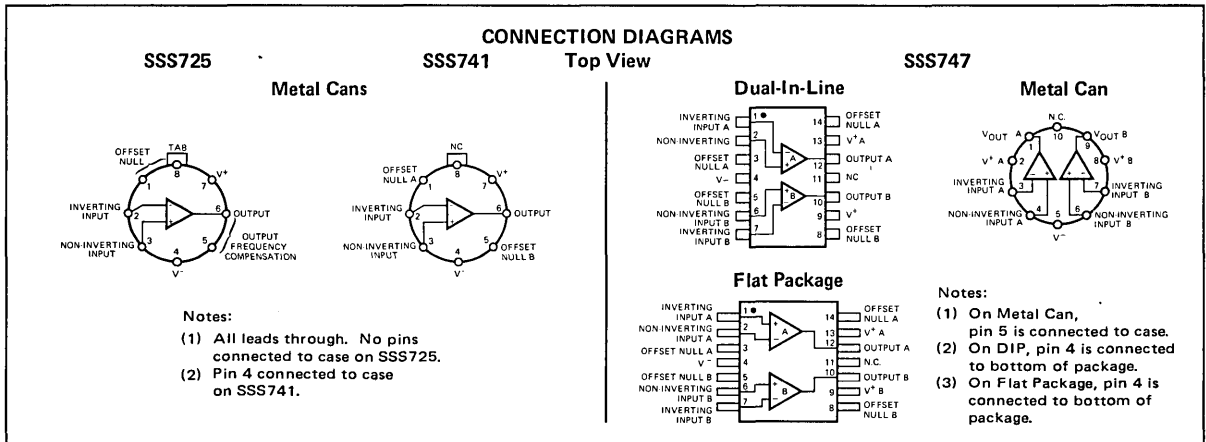 CONNECTION DIAGRAMS
SSS725
SSS741
Top View
SSS747
Metal Cans
OFFSET
NULL
TAB
8
1
7
V+
INVERTING
INPUT
2
-
6
OUTPUT
+
NON-INVERTING
INPUT
3
4
V-
5
OUTPUT
FREQUENCY
COMPENSATION
NC
8
OFFSET
NULL A
1
7
V+
INVERTING
INPUT
2
-
6
OUTPUT
+
NON-INVERTING
INPUT
3
4
V-
5
OFFSET
NULL B
Notes:
(1) All leads through. No pins
connected to case on SSS725.
(2) Pin 4 connected to case
on SSS741.
Dual-In-Line
INVERTING
INPUT A
1
14
OFFSET
NULL A
NON-INVERTING
2
13
V+ A
OFFSET
NULL A
3
- A
+
12
OUTPUT A
V-
4
11
NC
OFFSET
NULL B
5
+ B
-
10
OUTPUT B
NON-INVERTING
INPUT B
6
9
V+
INVERTING
INPUT B
7
8
OFFSET
NULL B
Metal Can
N.C.
10
VOUT A
1
9
VOUT B
V+ A
2
8
V+ B
INVERTING
INPUT A
3
- +
+ -
7
INVERTING
INPUT B
NON-INVERTING
INPUT A
4
5
V-
6
NON-INVERTING
INPUT B
Flat Package
INVERTING
INPUT A
1
14
OFFSET
NULL A
NON-INVERTING
INPUT A
2
+ A
-
13
V+ A
OFFSET NULL A
3
12
OUTPUT A
V-
4
11
N.C.
OFFSET NULL B
5
10
OUTPUT B
NON-INVERTING
INPUT B
6
+ B
-
9
V+ B
INVERTING
INPUT B
7
8
OFFSET
NULL B
Notes:
(1) On Metal Can,
pin 5 is connected to case.
(2) On DIP, pin 4 is connected
to bottom of package.
(3) On Flat Package, pin 4 is
connected to bottom of
package.